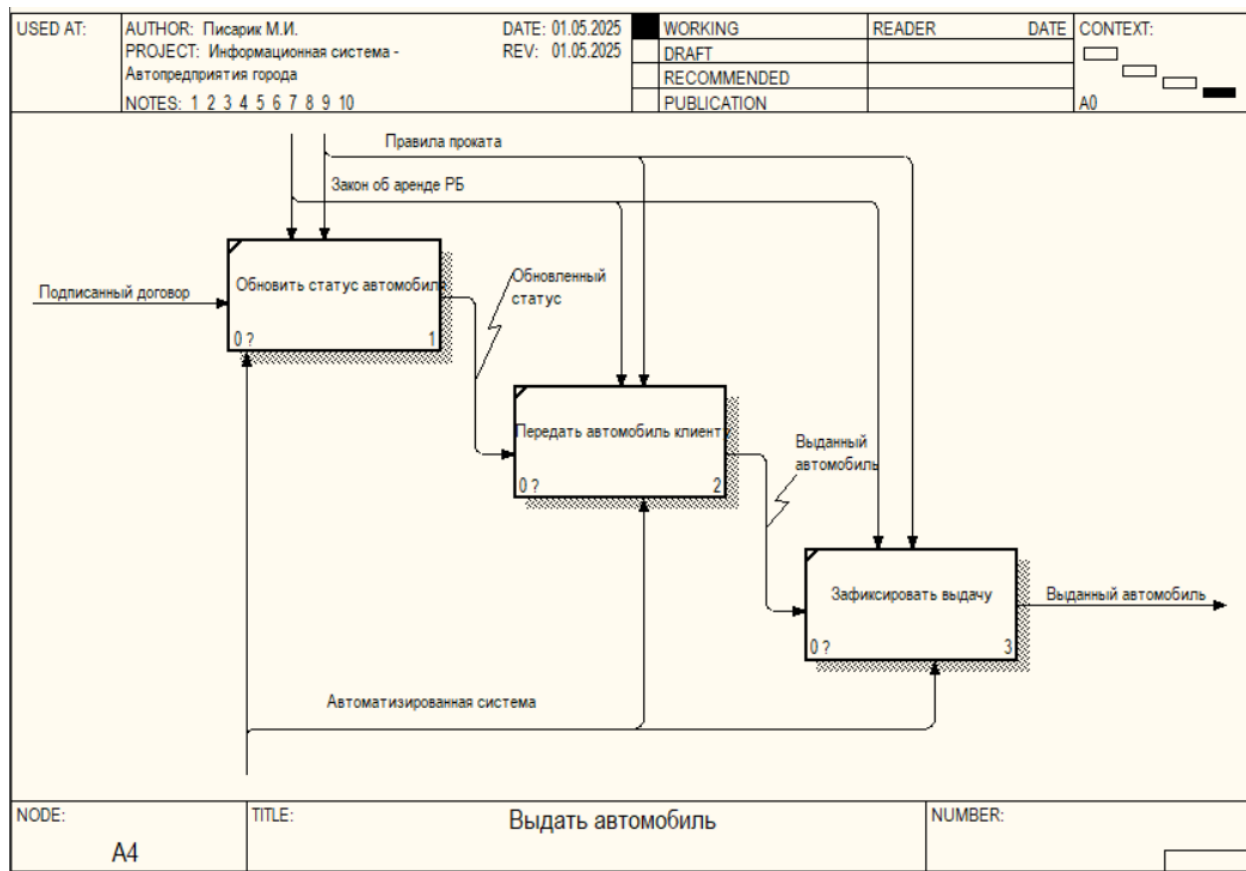 USED AT:
AUTHOR: Писарик М.И.
DATE: 01.05.2025
PROJECT: Информационная система -
REV: 01.05.2025
Автопредприятия города
NOTES: 1 2 3 4 5 6 7 8 9 10
WORKING
READER
DATE
DRAFT
RECOMMENDED
PUBLICATION
CONTEXT:
A0
Правила проката
Закон об аренде РБ
Подписанный договор
Обновить статус автомобил
0 ?
1
Обновленный
статус
Передать автомобиль клиент
0 ?
2
Выданный
автомобиль
Зафиксировать выдачу
0 ?
3
Выданный автомобиль
Автоматизированная система
NODE:
A4
TITLE:
Выдать автомобиль
NUMBER: